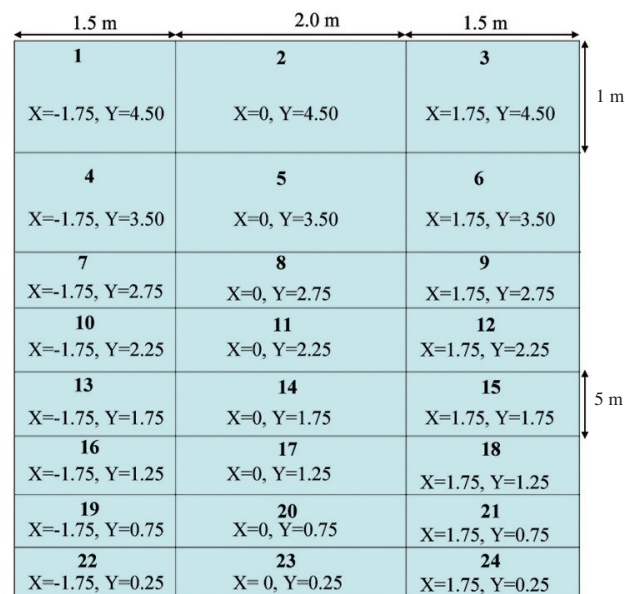 1.5 m 2.0 m 1.5 m
1 2 3
X=-1.75, Y=4.50 X=0, Y=4.50 X=1.75, Y=4.50
1 m
4 5 6
X=-1.75, Y=3.50 X=0, Y=3.50 X=1.75, Y=3.50
7 8 9
X=-1.75, Y=2.75 X=0, Y=2.75 X=1.75, Y=2.75
10 11 12
X=-1.75, Y=2.25 X=0, Y=2.25 X=1.75, Y=2.25
13 14 15
X=-1.75, Y=1.75 X=0, Y=1.75 X=1.75, Y=1.75
5 m
16 17 18
X=-1.75, Y=1.25 X=0, Y=1.25 X=1.75, Y=1.25
19 20 21
X=-1.75, Y=0.75 X=0, Y=0.75 X=1.75, Y=0.75
22 23 24
X=-1.75, Y=0.25 X= 0, Y=0.25 X=1.75, Y=0.25